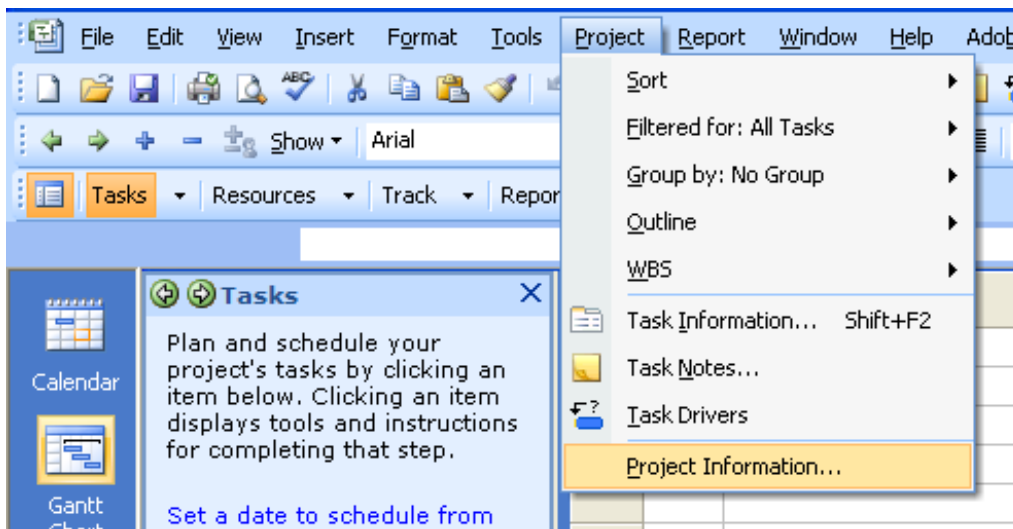 File Edit View Insert Format Tools Project Report Window Help
ABC
Show Arial
Tasks Resources Track
Sort
Filtered for: All Tasks
Group by: No Group
Outline
WBS
Task Information... Shift+F2
Task Notes...
Task Drivers
Project Information...
Calendar
Gantt
Chart
Tasks
Plan and schedule your
project's tasks by clicking an
item below. Clicking an item
displays tools and instructions
for completing that step.
Set a date to schedule from